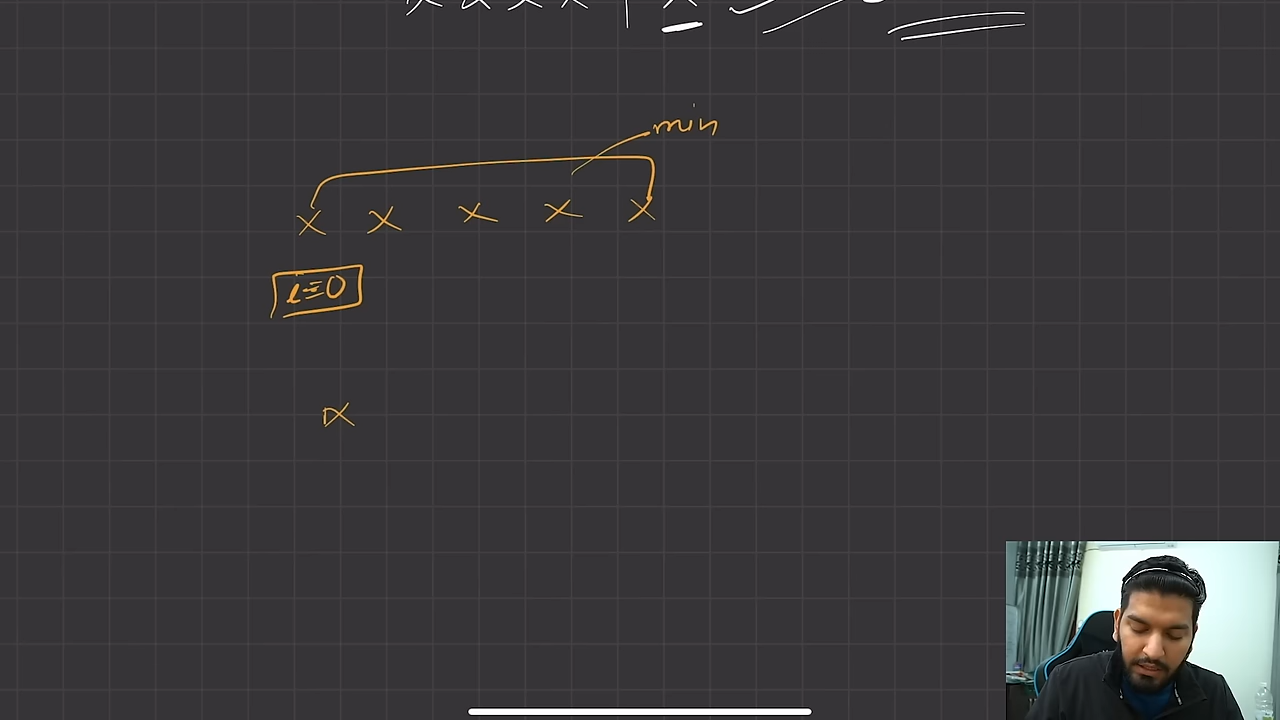 min
x x x x x
i=0
x